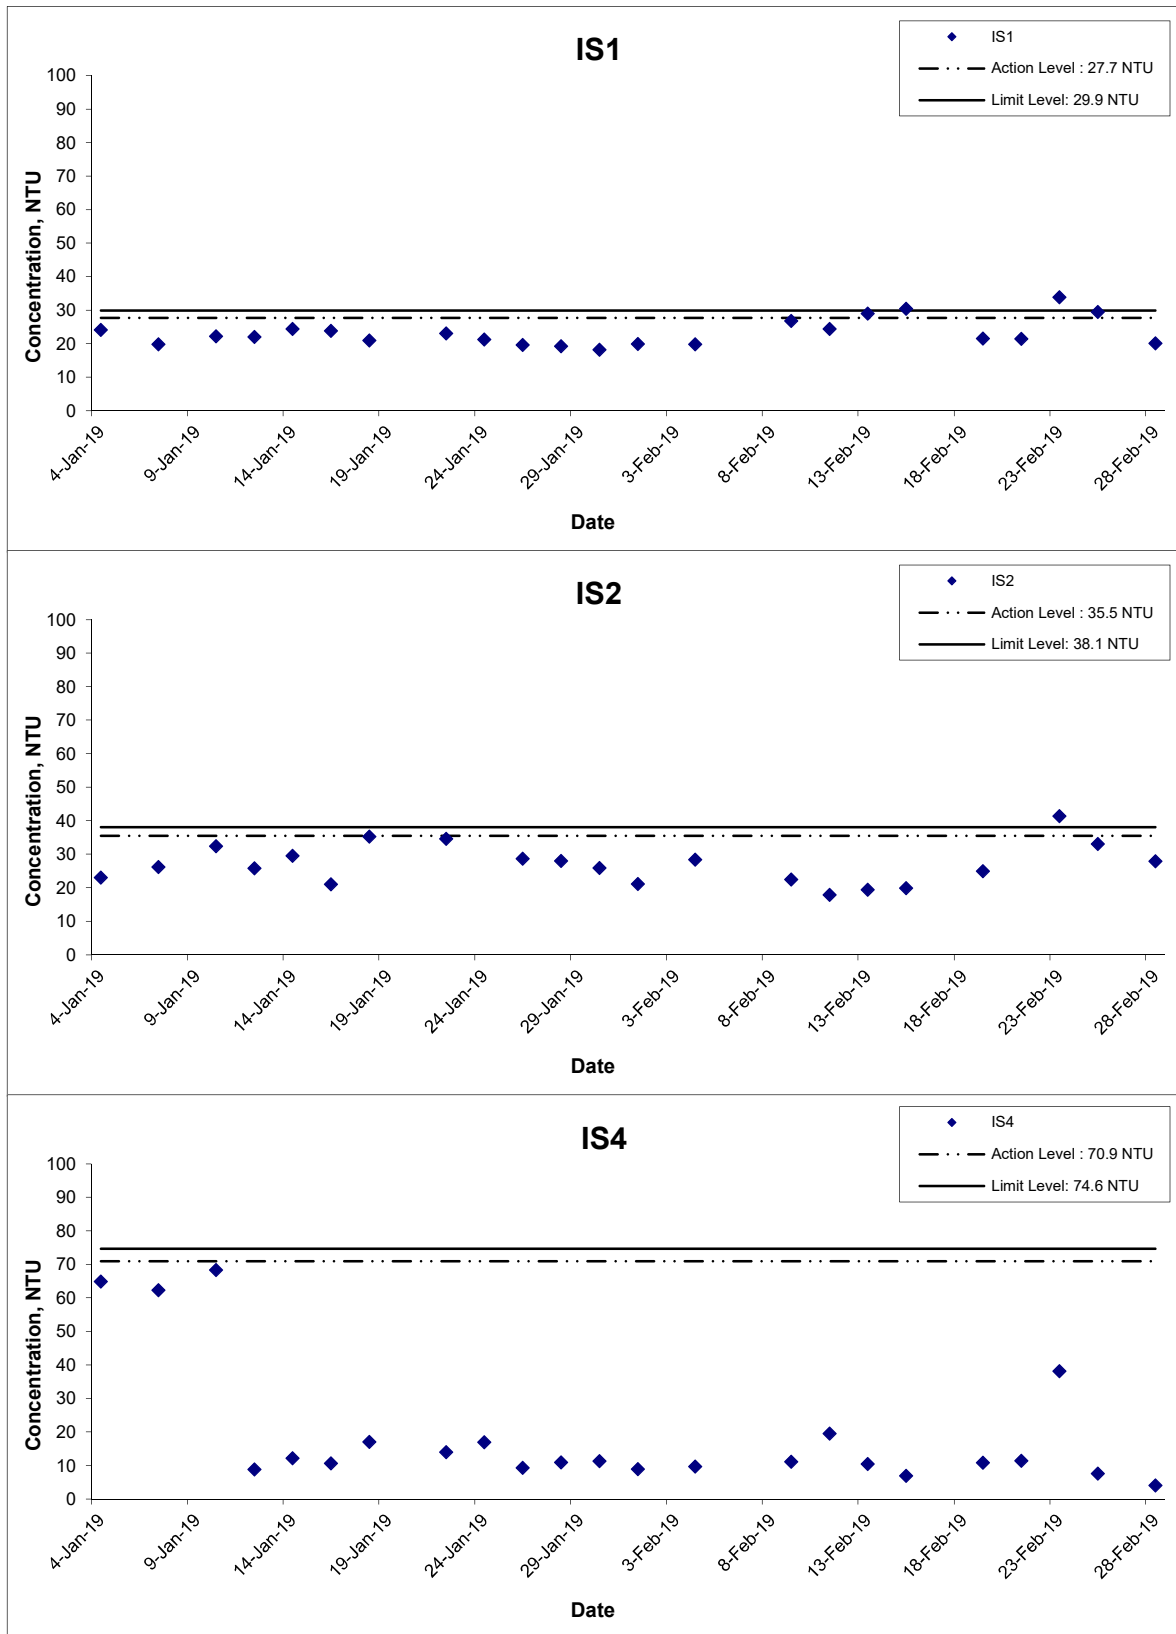 IS1
IS1
Action Level : 27.7 NTU
Limit Level: 29.9 NTU
Concentration, NTU
100
90
80
70
60
50
40
30
20
10
0
4-Jan-19
9-Jan-19
14-Jan-19
19-Jan-19
24-Jan-19
29-Jan-19
3-Feb-19
8-Feb-19
13-Feb-19
18-Feb-19
23-Feb-19
28-Feb-19
Date
IS2
IS2
Action Level : 35.5 NTU
Limit Level: 38.1 NTU
Concentration, NTU
100
90
80
70
60
50
40
30
20
10
0
4-Jan-19
9-Jan-19
14-Jan-19
19-Jan-19
24-Jan-19
29-Jan-19
3-Feb-19
8-Feb-19
13-Feb-19
18-Feb-19
23-Feb-19
28-Feb-19
Date
IS4
IS4
Action Level : 70.9 NTU
Limit Level: 74.6 NTU
Concentration, NTU
100
90
80
70
60
50
40
30
20
10
0
4-Jan-19
9-Jan-19
14-Jan-19
19-Jan-19
24-Jan-19
29-Jan-19
3-Feb-19
8-Feb-19
13-Feb-19
18-Feb-19
23-Feb-19
28-Feb-19
Date